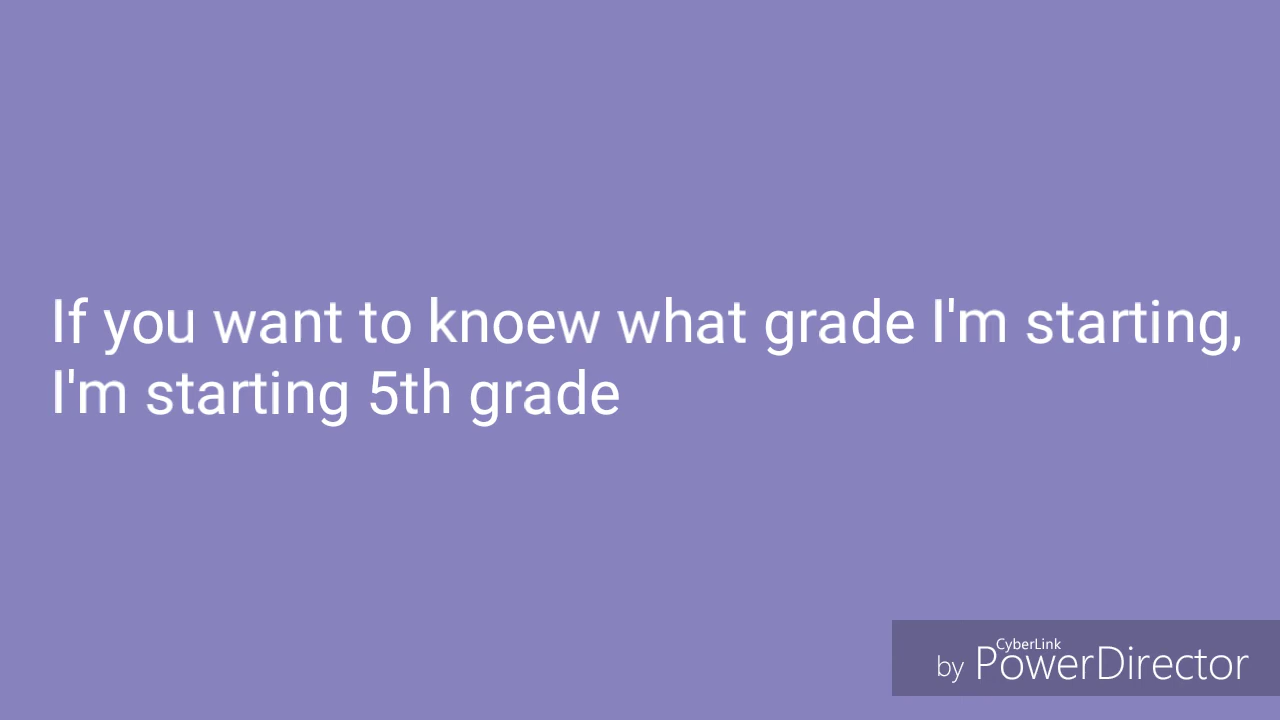 If you want to knoew what grade I'm starting,
I'm starting 5th grade
CyberLink
by PowerDirector